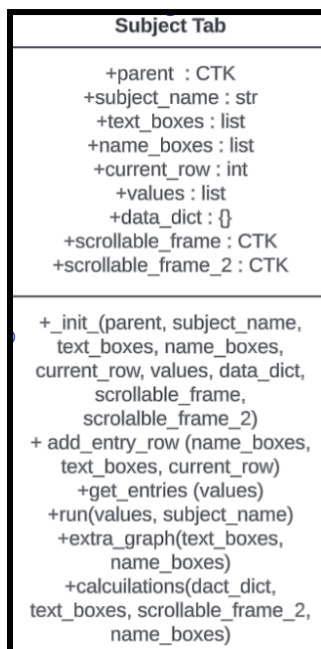 Subject Tab
+parent : CTK
+subject_name : str
+text_boxes : list
+name_boxes : list
+current_row : int
+values : list
+data_dict : {}
+scrollable_frame : CTK
+scrollable_frame_2 : CTK
+_init_(parent, subject_name,
text_boxes, name_boxes,
current_row, values, data_dict,
scrollable_frame,
scrolalble_frame_2)
+ add_entry_row (name_boxes,
text_boxes, current_row)
+get_entries (values)
+run(values, subject_name)
+extra_graph(text_boxes,
name_boxes)
+calcuilations(dact_dict,
text_boxes, scrollable_frame_2,
name_boxes)